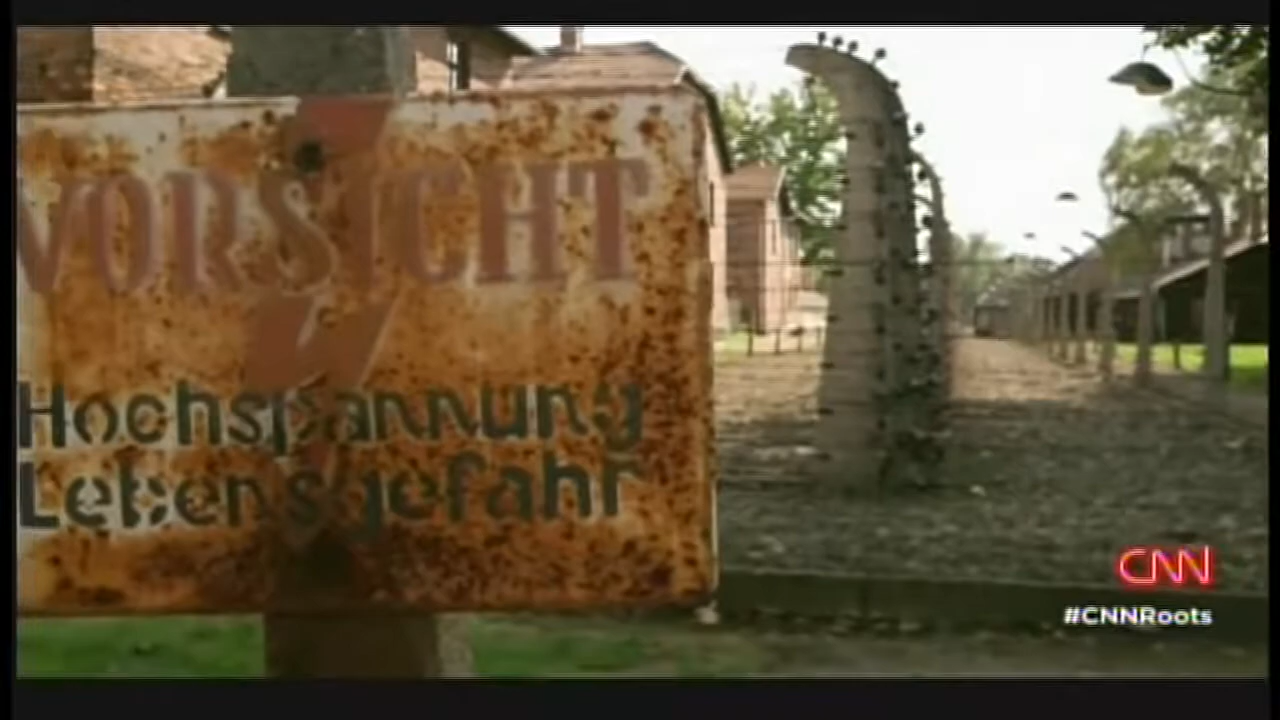 VORSICHT
Hochspannung
Lebensgefahr
CNN
#CNNRoots